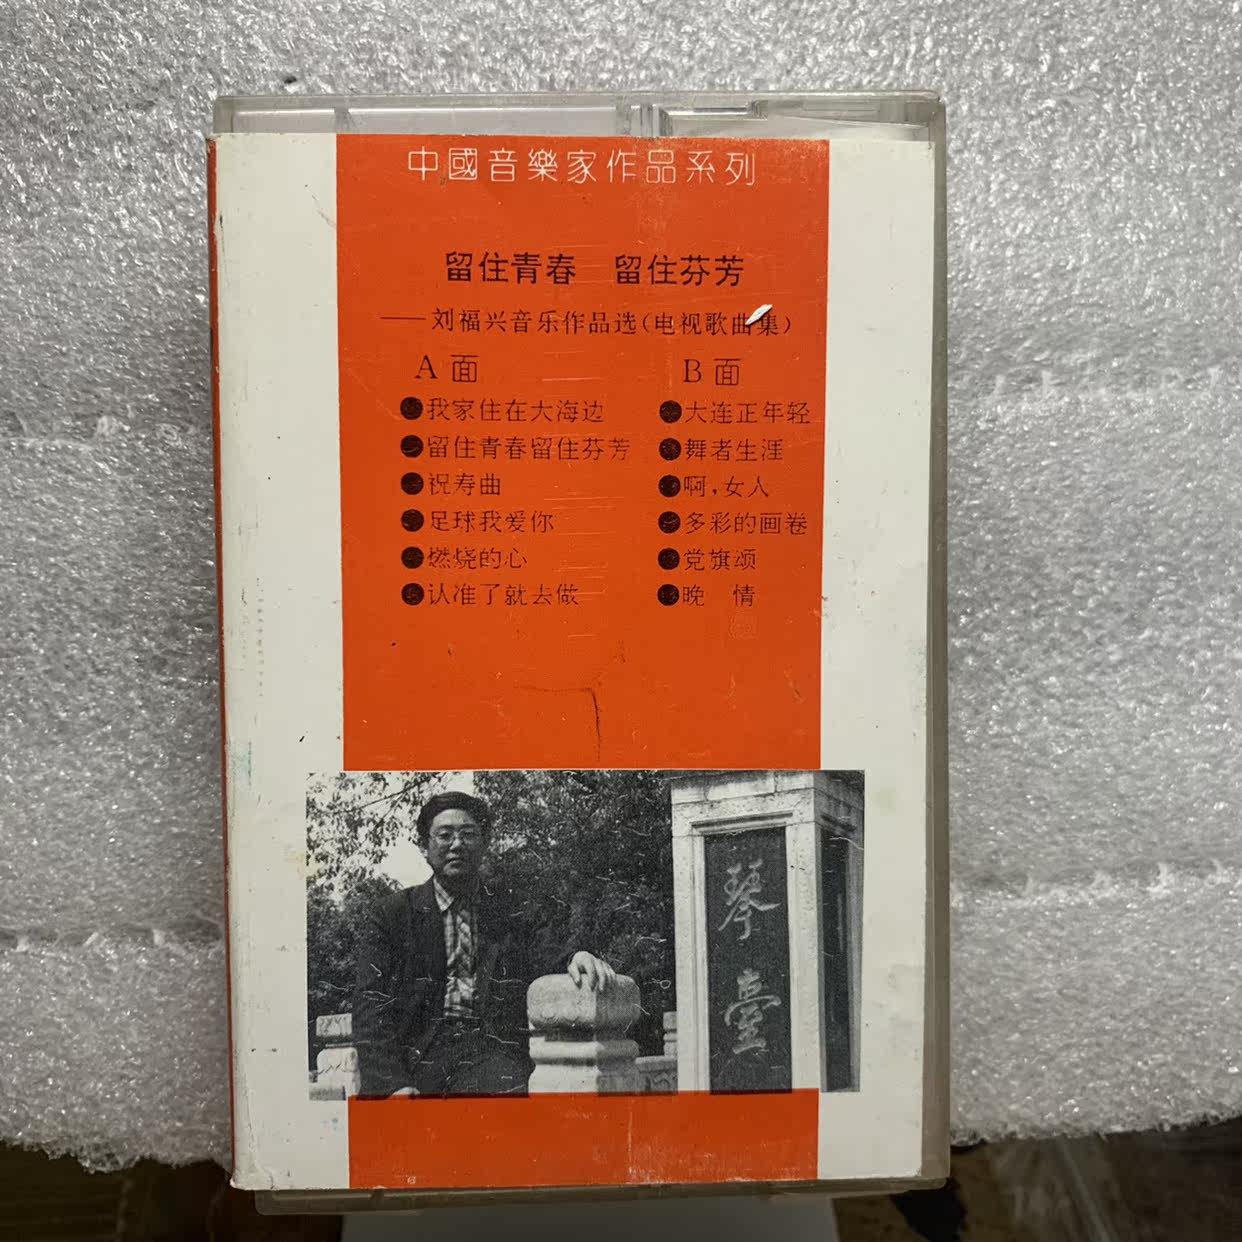 中國音樂家作品系列
留住青春　留住芬芳
——刘福兴音乐作品选(电视歌曲集)
A 面
●我家住在大海边
●留住青春留住芬芳
●祝寿曲
●足球我爱你
●燃烧的心
●认准了就去做
B 面
●大连正年轻
●舞者生涯
●啊,女人
●多彩的画卷
●党旗颂
●晚　情
琴臺